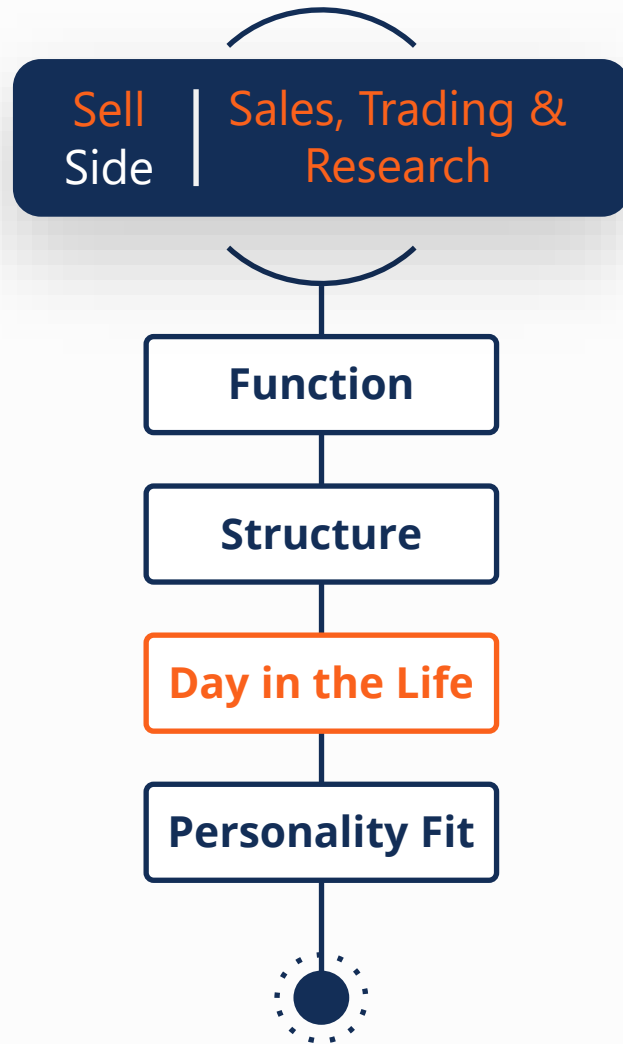 Sell
Side
Sales, Trading &
Research
Function
Structure
Day in the Life
Personality Fit